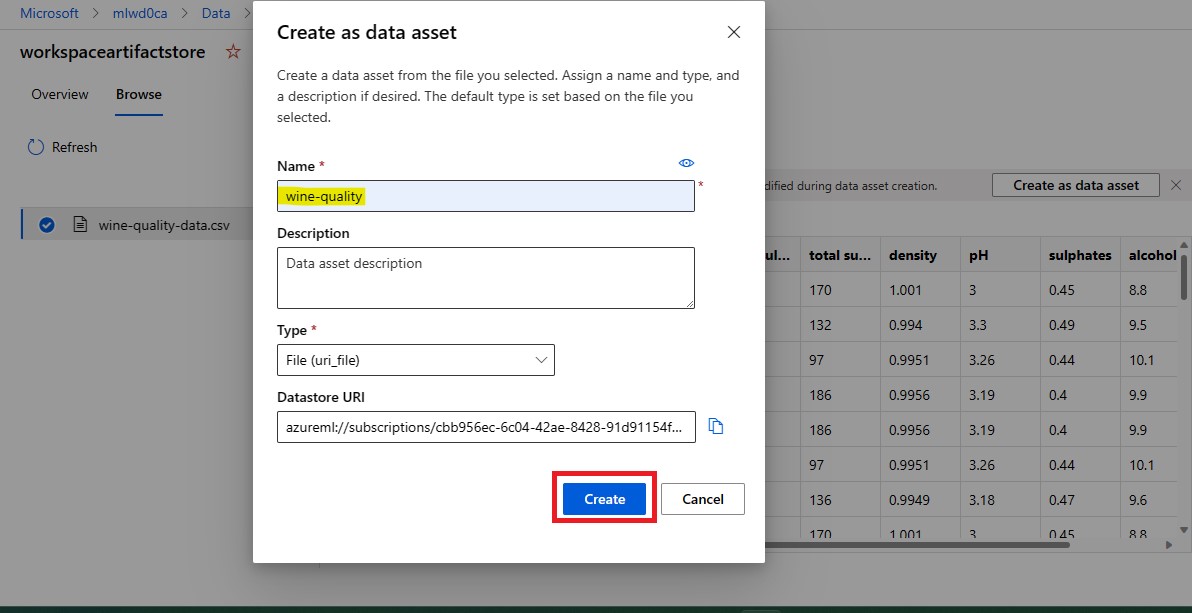 Microsoft > mlwd0ca > Data >
workspaceartifactstore
Overview Browse
Refresh
wine-quality-data.csv
Create as data asset
Create a data asset from the file you selected. Assign a name and type, and
a description if desired. The default type is set based on the file you
selected.
Name *
wine-quality
*
Description
Data asset description
Type *
File (uri_file)
Datastore URI
azureml://subscriptions/cbb956ec-6c04-42ae-8428-91d91154f...
Create Cancel
dified during data asset creation. Create as data asset
ul... total su... density pH sulphates alcohol
170 1.001 3 0.45 8.8
132 0.994 3.3 0.49 9.5
97 0.9951 3.26 0.44 10.1
186 0.9956 3.19 0.4 9.9
186 0.9956 3.19 0.4 9.9
97 0.9951 3.26 0.44 10.1
136 0.9949 3.18 0.47 9.6
170 1.001 3 0.45 8.8